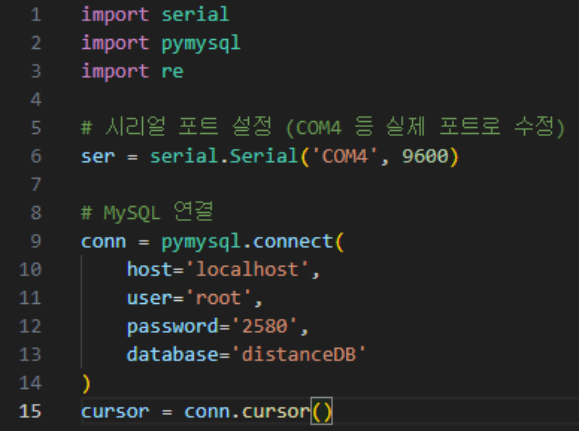 1 import serial
2 import pymysql
3 import re
4
5 # 시리얼 포트 설정 (COM4 등 실제 포트로 수정)
6 ser = serial.Serial('COM4', 9600)
7
8 # MySQL 연결
9 conn = pymysql.connect(
10     host='localhost',
11     user='root',
12     password='2580',
13     database='distanceDB'
14 )
15 cursor = conn.cursor()